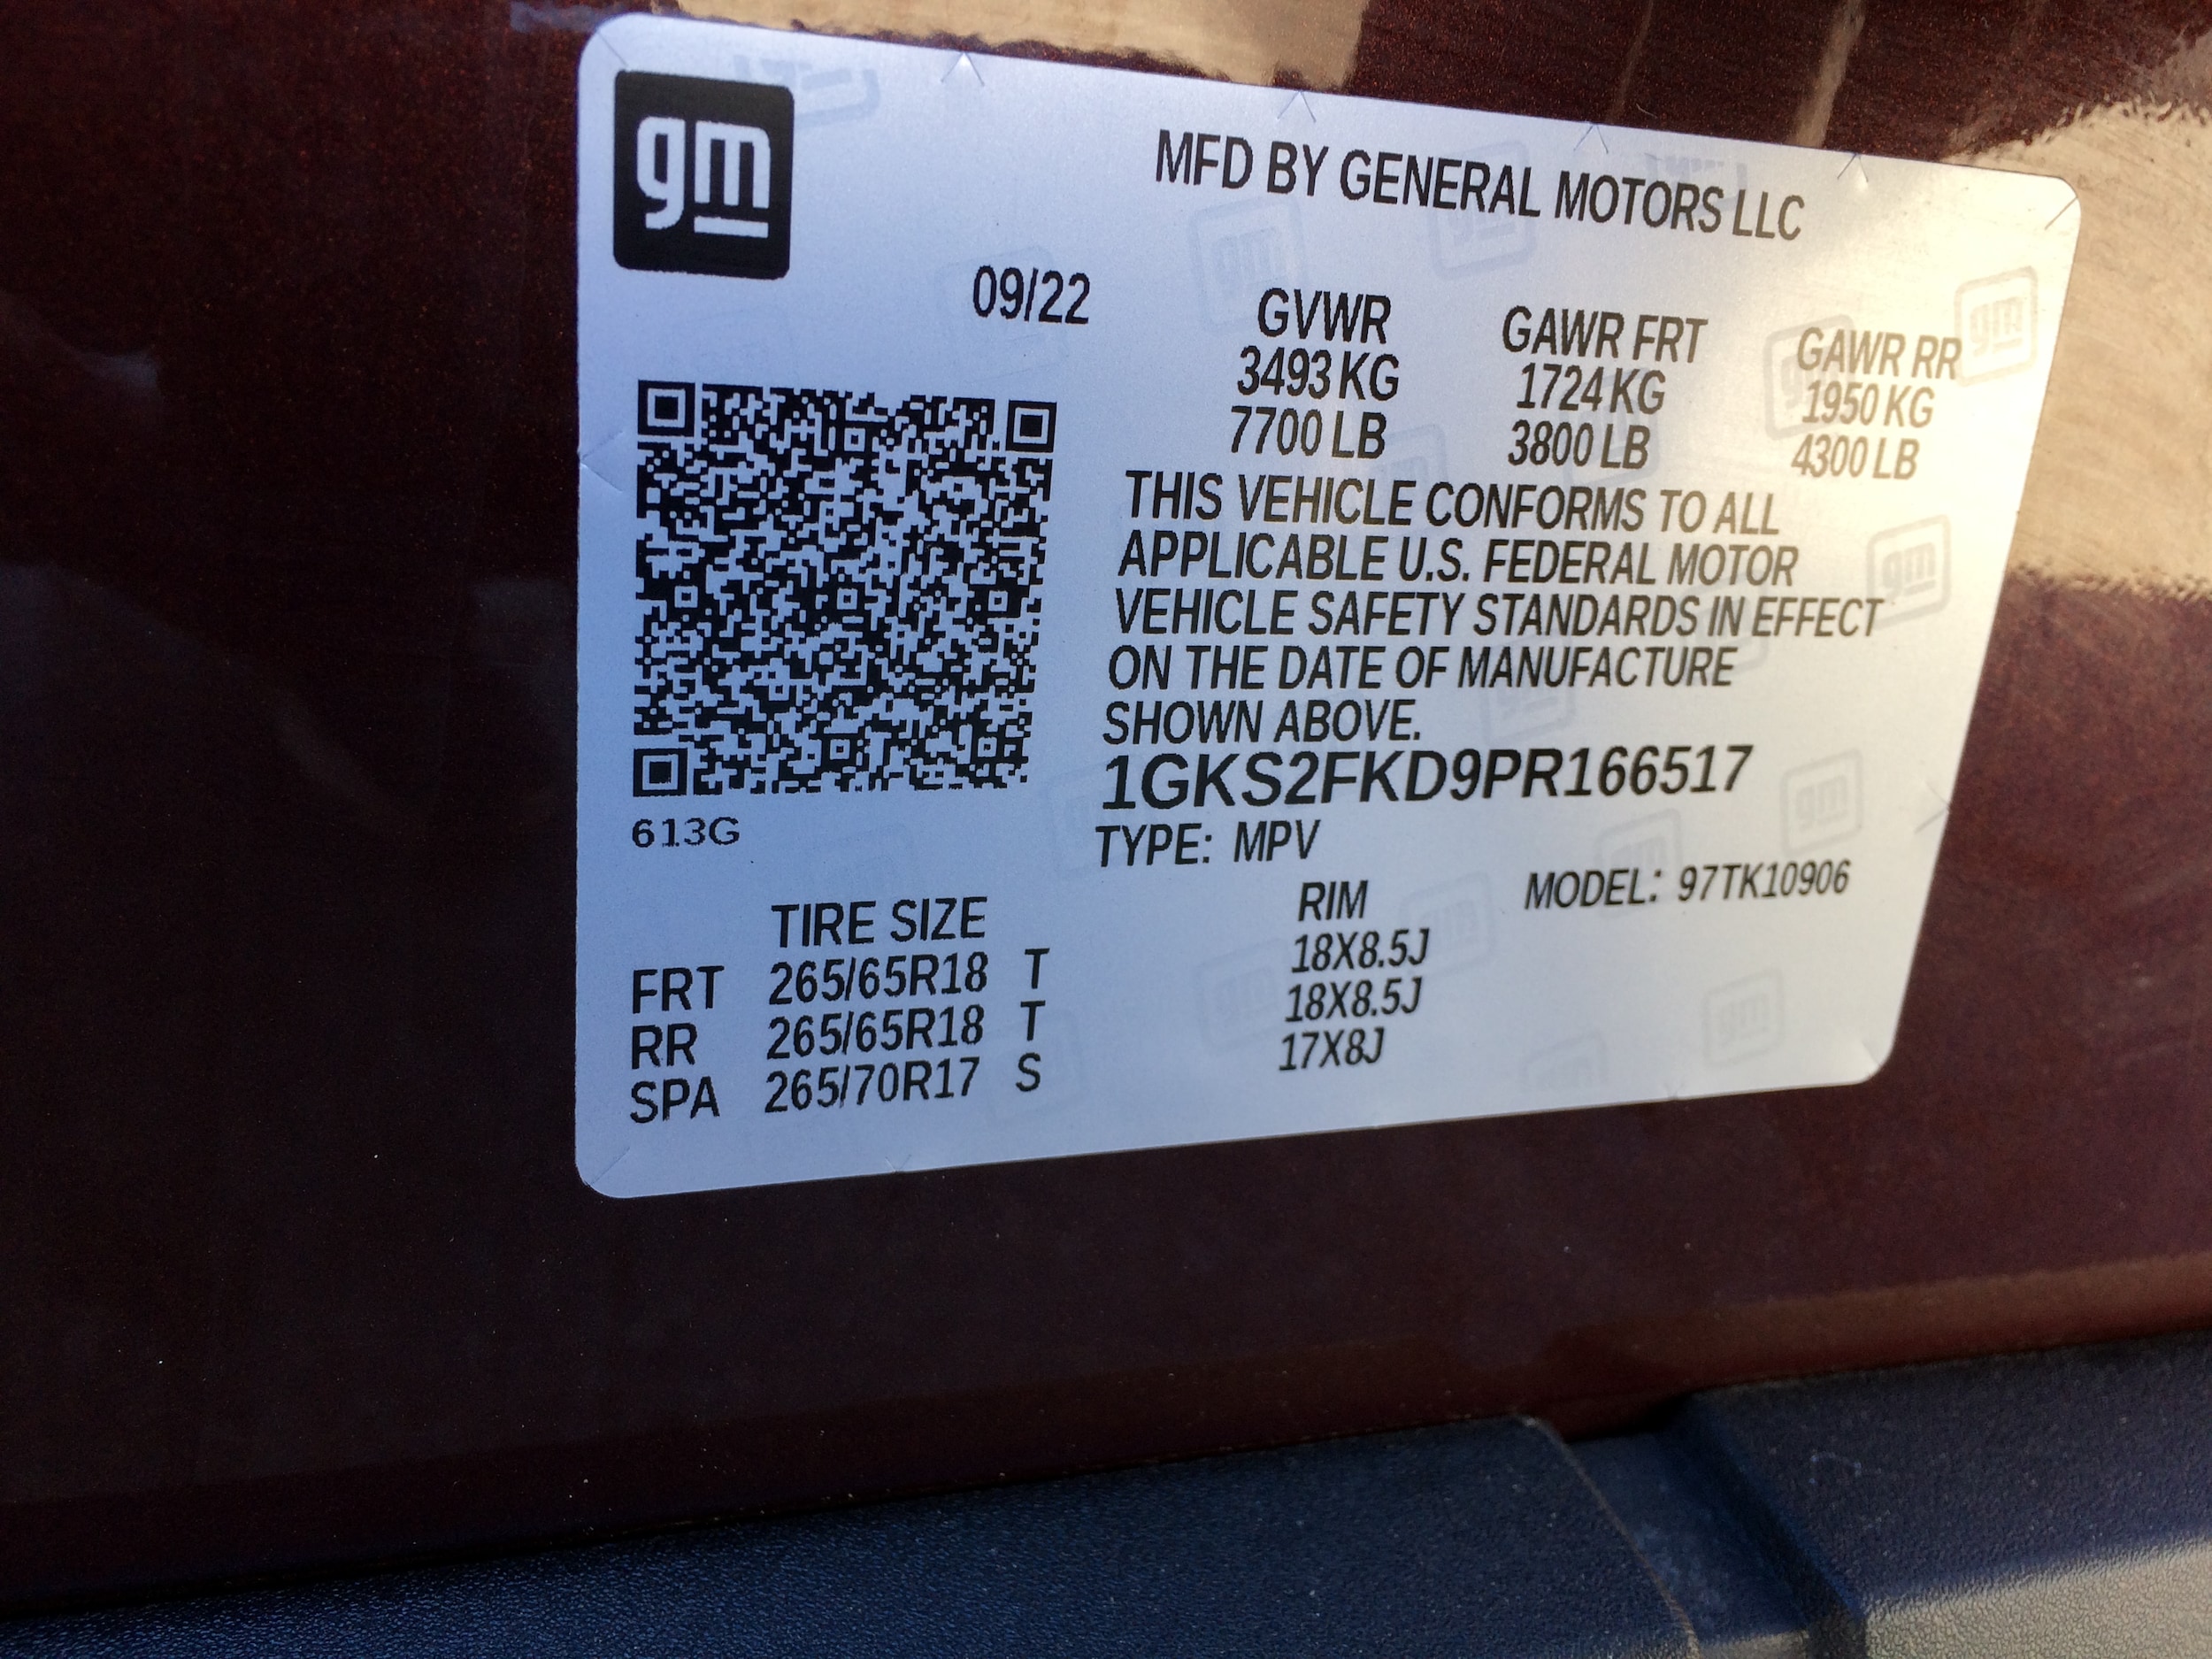 gm
MFD BY GENERAL MOTORS LLC
09/22
GVWR GAWR FRT GAWR RR
3493 KG 1724 KG 1950 KG
7700 LB 3800 LB 4300 LB
THIS VEHICLE CONFORMS TO ALL
APPLICABLE U.S. FEDERAL MOTOR
VEHICLE SAFETY STANDARDS IN EFFECT
ON THE DATE OF MANUFACTURE
SHOWN ABOVE.
1GKS2FKD9PR166517
613G
TYPE: MPV MODEL: 97TK10906
TIRE SIZE RIM
FRT 265/65R18 T 18X8.5J
RR 265/65R18 T 18X8.5J
SPA 265/70R17 S 17X8J